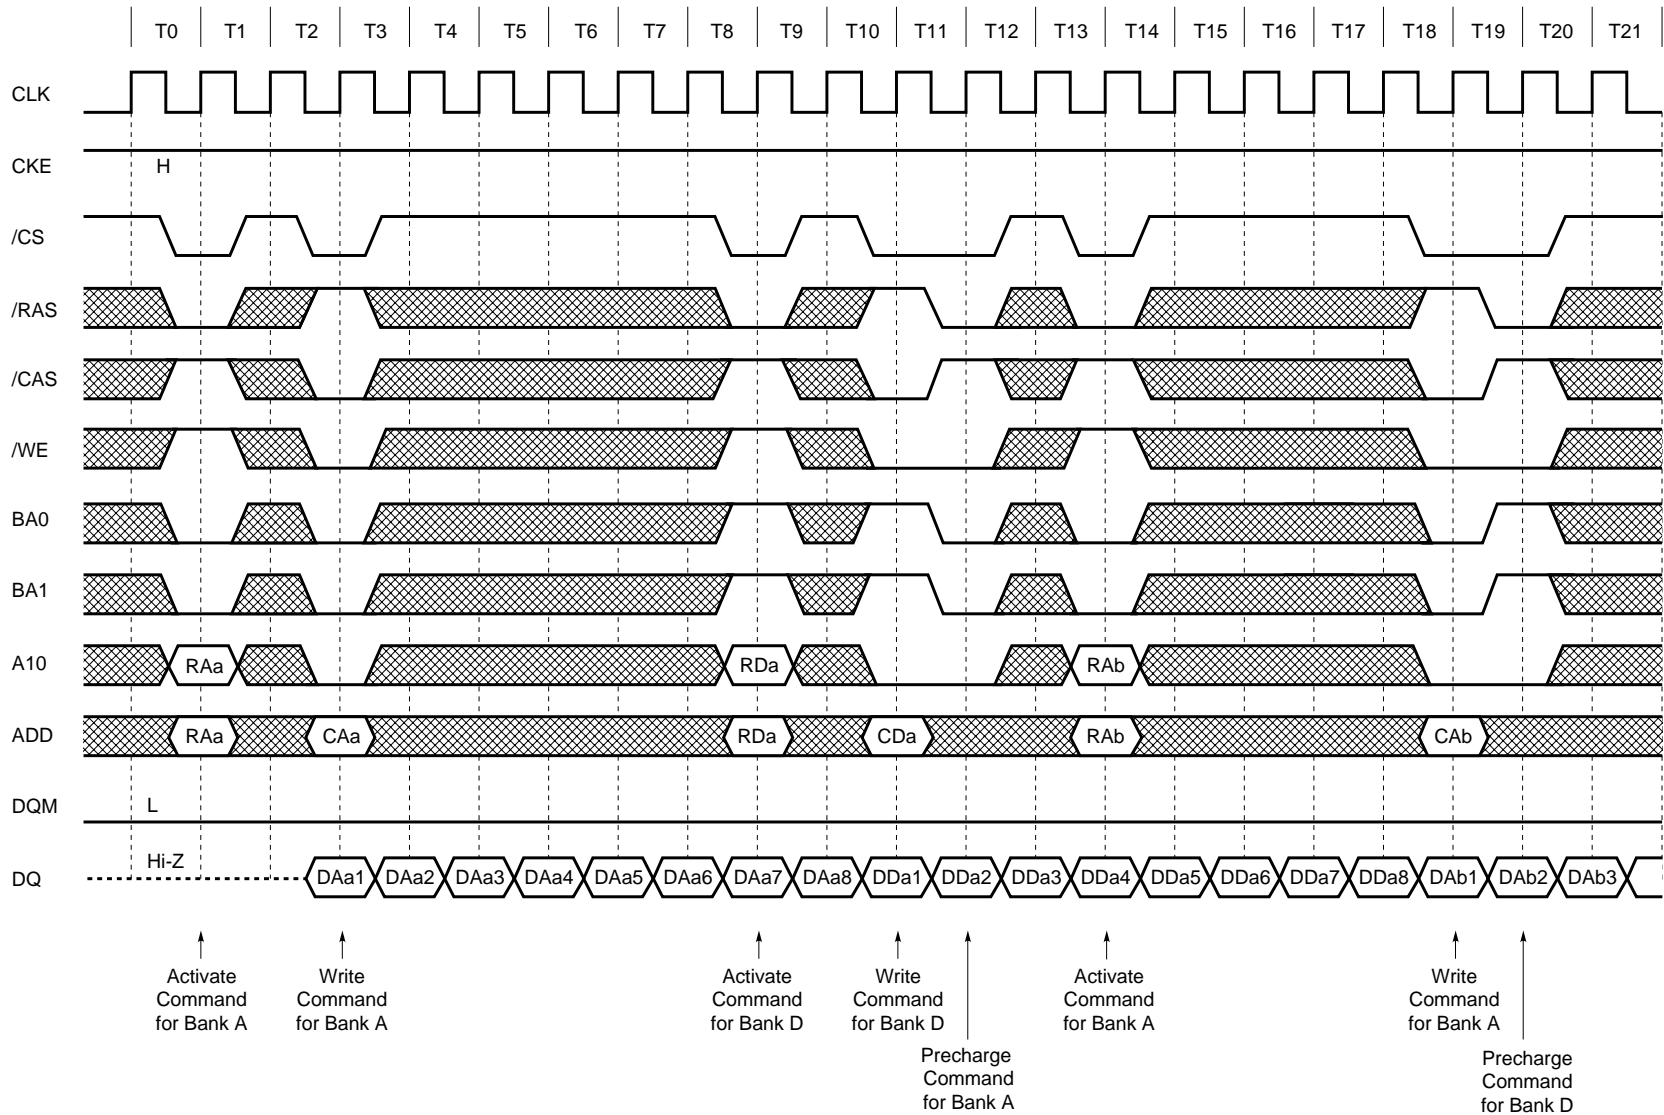 T0 T1 T2 T3 T4 T5 T6 T7 T8 T9 T10 T11 T12 T13 T14 T15 T16 T17 T18 T19 T20 T21
CLK
CKE H
/CS
/RAS
/CAS
/WE
BA0
BA1
A10 RAa RDa RAb
ADD RAa CAa RDa CDa RAb CAb
DQM L
Hi-Z
DQ DAa1 DAa2 DAa3 DAa4 DAa5 DAa6 DAa7 DAa8 DDa1 DDa2 DDa3 DDa4 DDa5 DDa6 DDa7 DDa8 DAb1 DAb2 DAb3
Activate
Command
for Bank A
Write
Command
for Bank A
Activate
Command
for Bank D
Write
Command
for Bank D
Precharge
Command
for Bank A
Activate
Command
for Bank A
Write
Command
for Bank A
Precharge
Command
for Bank D